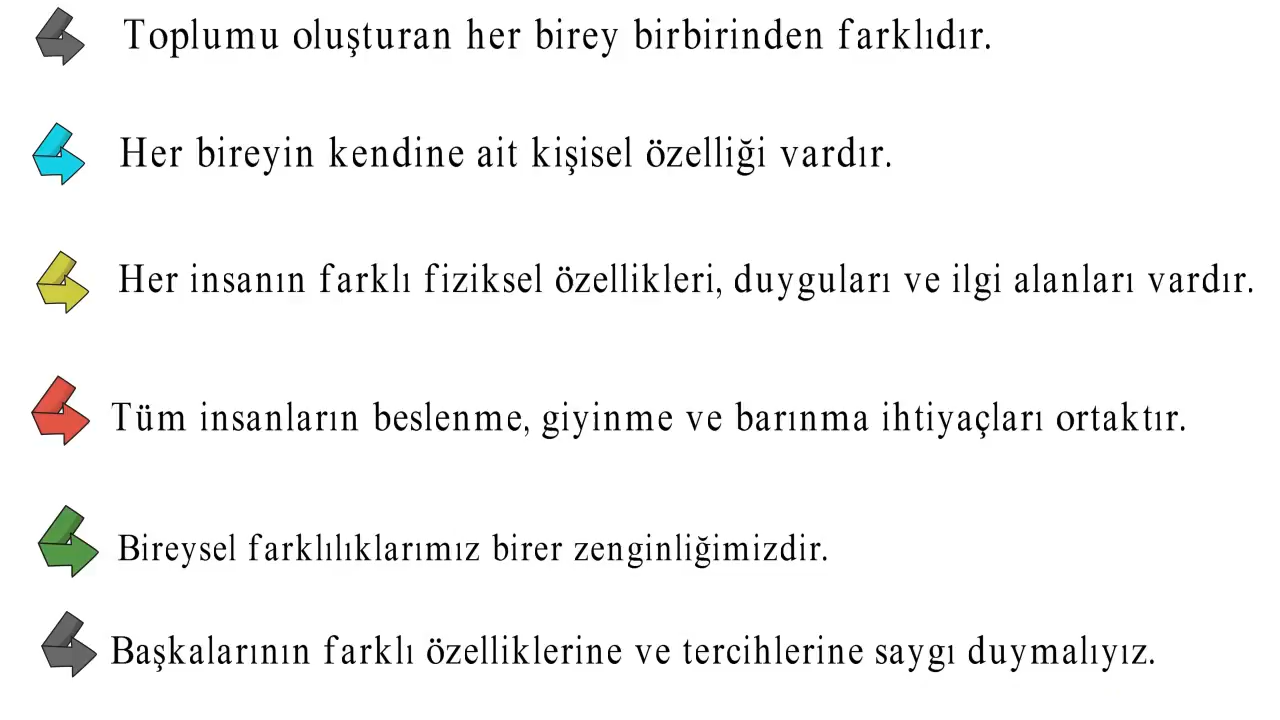 Toplumu oluşturan her birey birbirinden farklıdır.
Her bireyin kendine ait kişisel özelliği vardır.
Her insanın farklı fiziksel özellikleri, duyguları ve ilgi alanları vardır.
Tüm insanların beslenme, giyinme ve barınma ihtiyaçları ortaktır.
Bireysel farklılıklarımız birer zenginliğimizdir.
Başkalarının farklı özelliklerine ve tercihlerine saygı duymalıyız.